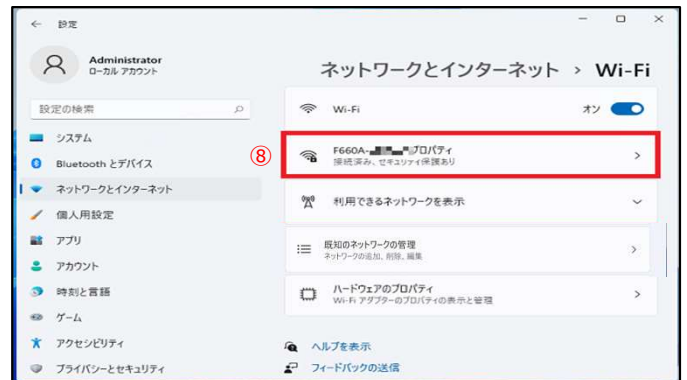 設定
Administrator
ローカル アカウント
設定の検索
システム
Bluetooth とデバイス
ネットワークとインターネット
個人用設定
アプリ
アカウント
時刻と言語
ゲーム
アクセシビリティ
プライバシーとセキュリティ
ネットワークとインターネット > Wi-Fi
Wi-Fi オン
⑧
F660A- プロパティ
接続済み、セキュリティ保護あり
利用できるネットワークを表示
既知のネットワークの管理
ネットワークの追加、削除、編集
ハードウェアのプロパティ
Wi-Fi アダプターのプロパティの表示と管理
ヘルプを表示
フィードバックの送信